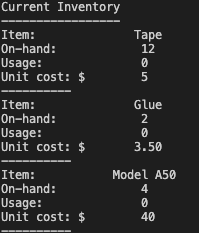 Current Inventory
-----------------
Item:              Tape
On-hand:            12
Usage:              0
Unit cost: $        5
----------
Item:              Glue
On-hand:            2
Usage:              0
Unit cost: $       3.50
----------
Item:           Model A50
On-hand:            4
Usage:              0
Unit cost: $        40
----------